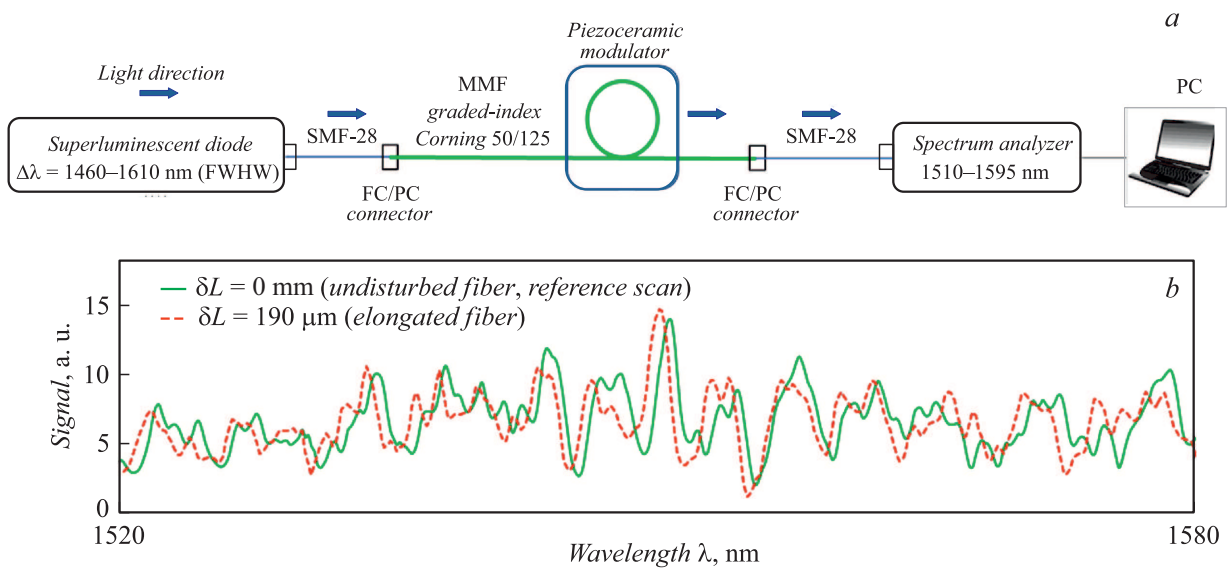 a
Piezoceramic
modulator
Light direction
MMF
graded-index
Corning 50/125
PC
SMF-28
SMF-28
Superluminescent diode
Δλ = 1460–1610 nm (FWHW)
Spectrum analyzer
1510–1595 nm
FC/PC
connector
FC/PC
connector
b
δL = 0 mm (undisturbed fiber, reference scan)
δL = 190 μm (elongated fiber)
Signal, a. u.
15
10
5
0
1520
1580
Wavelength λ, nm